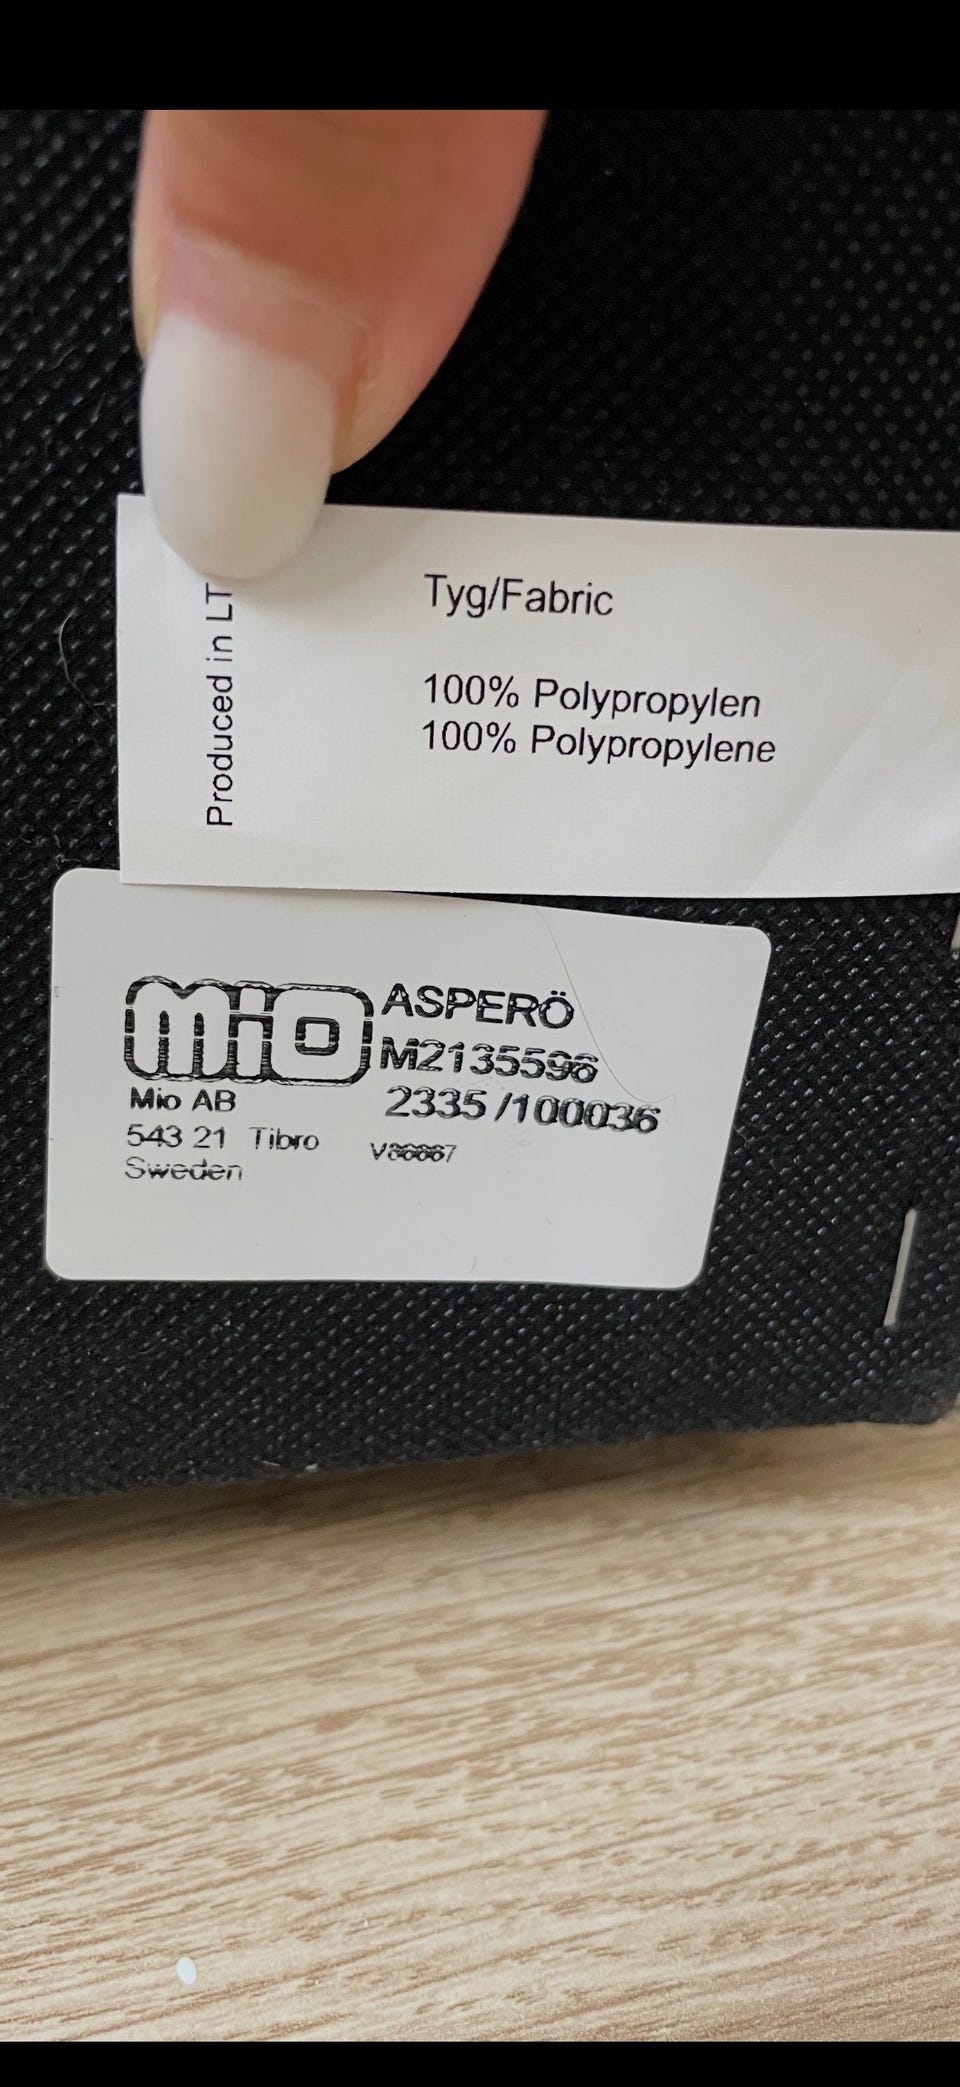 Produced in LT
Tyg/Fabric
100% Polypropylen
100% Polypropylene
mio
ASPERÖ
M2135596
2335 /100036
Mio AB
543 21 Tibro
Sweden